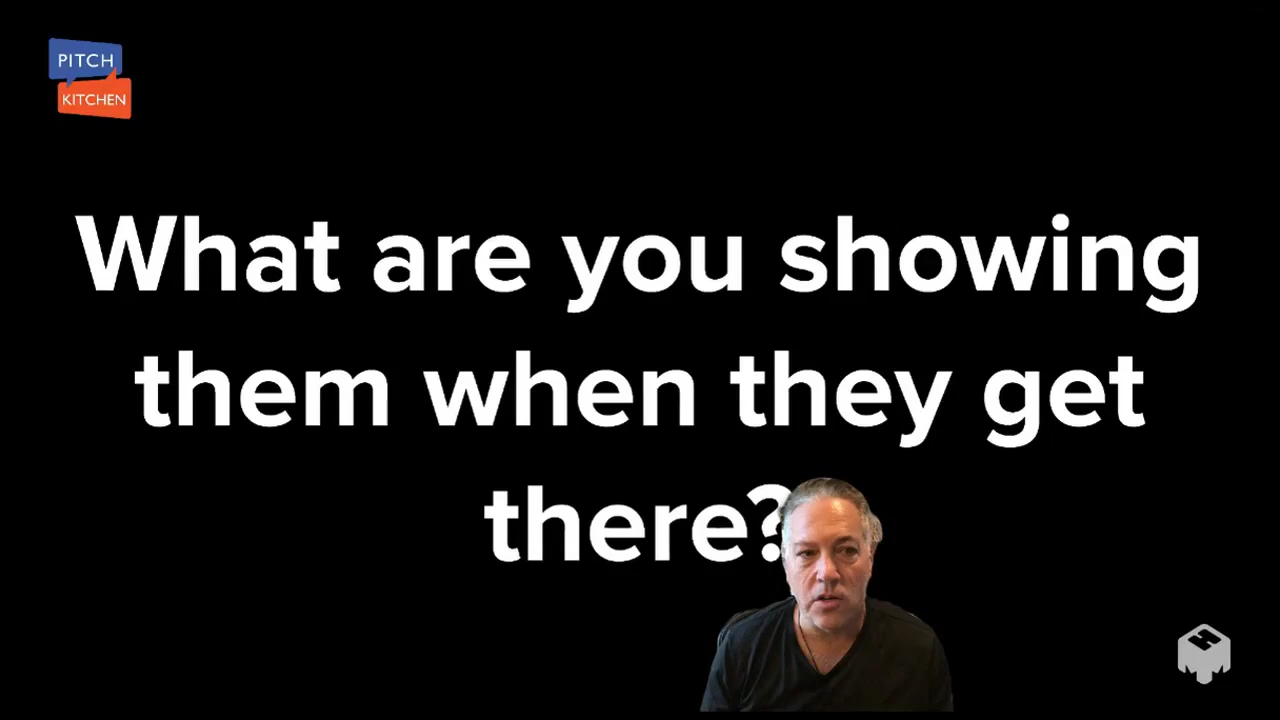 PITCH
KITCHEN
What are you showing
them when they get
there?